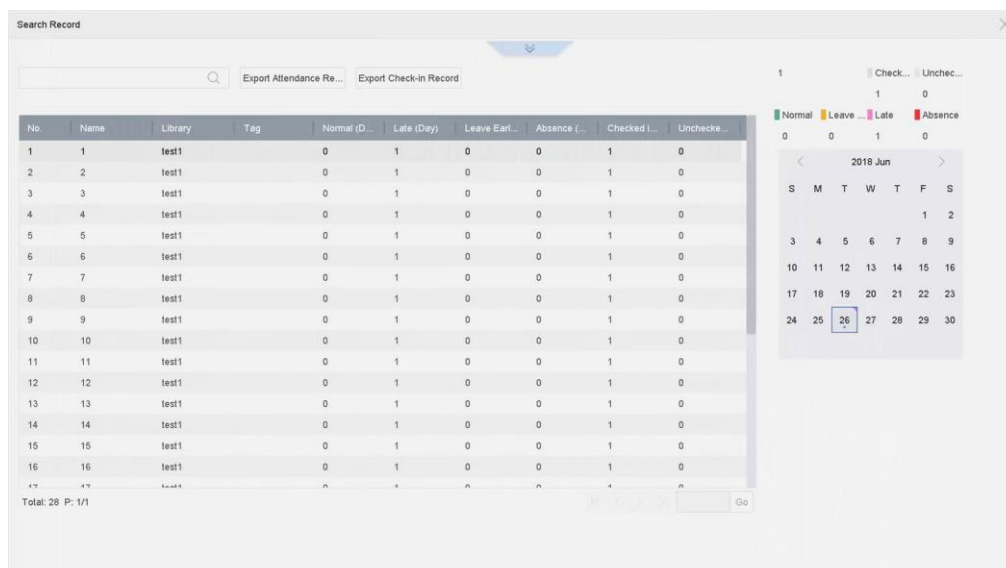 Search Record
Export Attendance Re... Export Check-in Record
1 Check... Unchec...
1 0
Normal Leave ... Late Absence
0 0 1 0
No. Name Library Tag Normal (D... Late (Day) Leave Earl... Absence (... Checked i... Unchecke...
1 1 test1 0 1 0 0 1 0
2 2 test1 0 1 0 0 1 0
3 3 test1 0 1 0 0 1 0
4 4 test1 0 1 0 0 1 0
5 5 test1 0 1 0 0 1 0
6 6 test1 0 1 0 0 1 0
7 7 test1 0 1 0 0 1 0
8 8 test1 0 1 0 0 1 0
9 9 test1 0 1 0 0 1 0
10 10 test1 0 1 0 0 1 0
11 11 test1 0 1 0 0 1 0
12 12 test1 0 1 0 0 1 0
13 13 test1 0 1 0 0 1 0
14 14 test1 0 1 0 0 1 0
15 15 test1 0 1 0 0 1 0
16 16 test1 0 1 0 0 1 0
Total: 28 P: 1/1
Go
2018 Jun
S M T W T F S
1 2
3 4 5 6 7 8 9
10 11 12 13 14 15 16
17 18 19 20 21 22 23
24 25 26 27 28 29 30